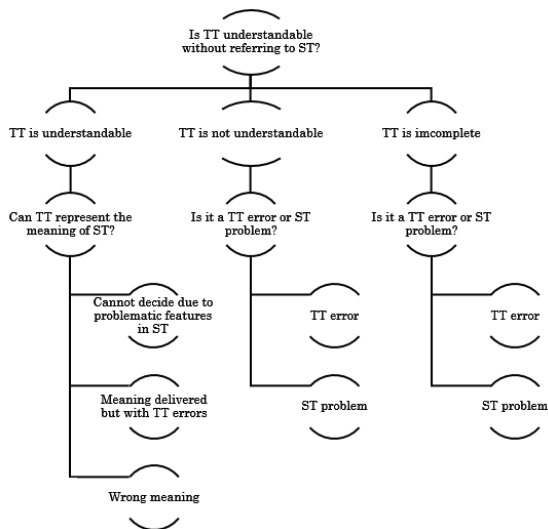 Is TT understandable
without referring to ST?
TT is understandable
TT is not understandable
TT is imcomplete
Can TT represent the
meaning of ST?
Is it a TT error or ST
problem?
Is it a TT error or ST
problem?
Cannot decide due to
problematic features
in ST
TT error
TT error
Meaning delivered
but with TT errors
ST problem
ST problem
Wrong meaning